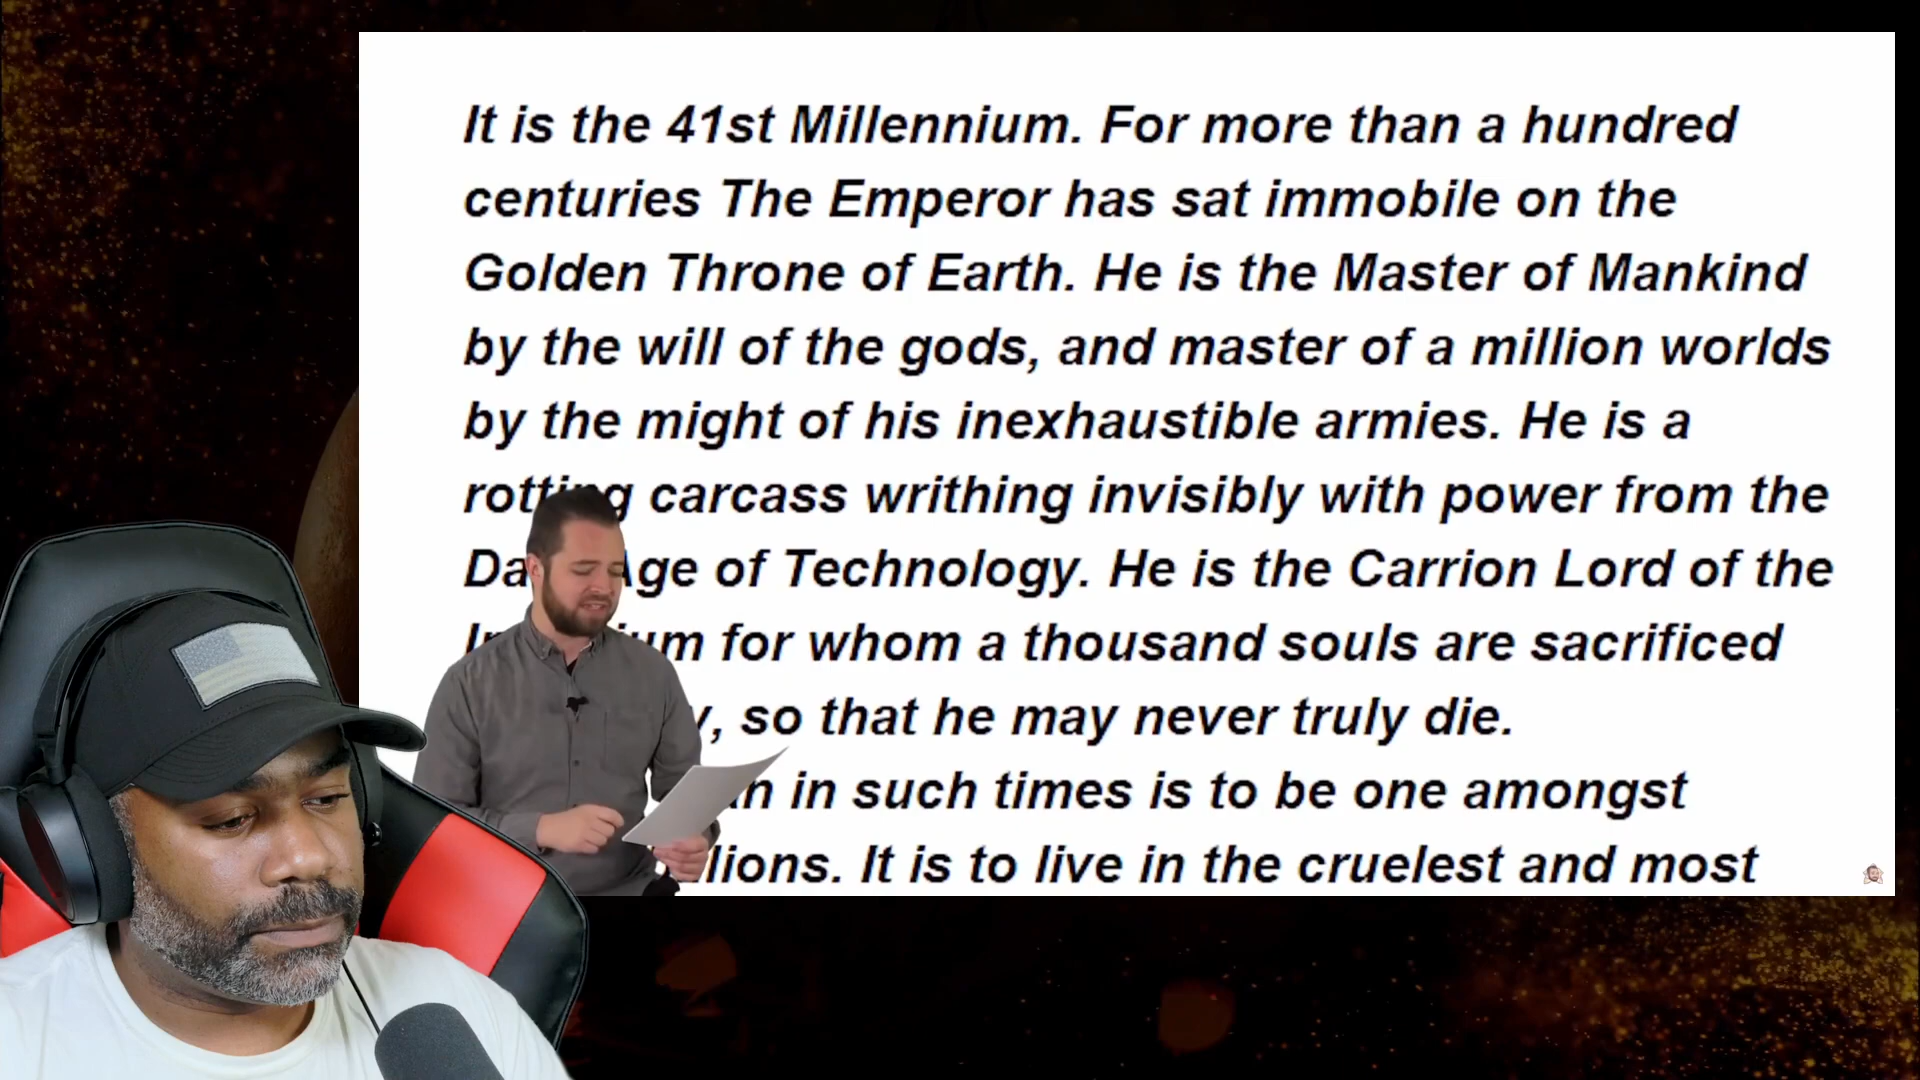 It is the 41st Millennium. For more than a hundred
centuries The Emperor has sat immobile on the
Golden Throne of Earth. He is the Master of Mankind
by the will of the gods, and master of a million worlds
by the might of his inexhaustible armies. He is a
rotting carcass writhing invisibly with power from the
Age of Technology. He is the Carrion Lord of the
for whom a thousand souls are sacrificed
so that he may never truly die.
in such times is to be one amongst
It is to live in the cruelest and most